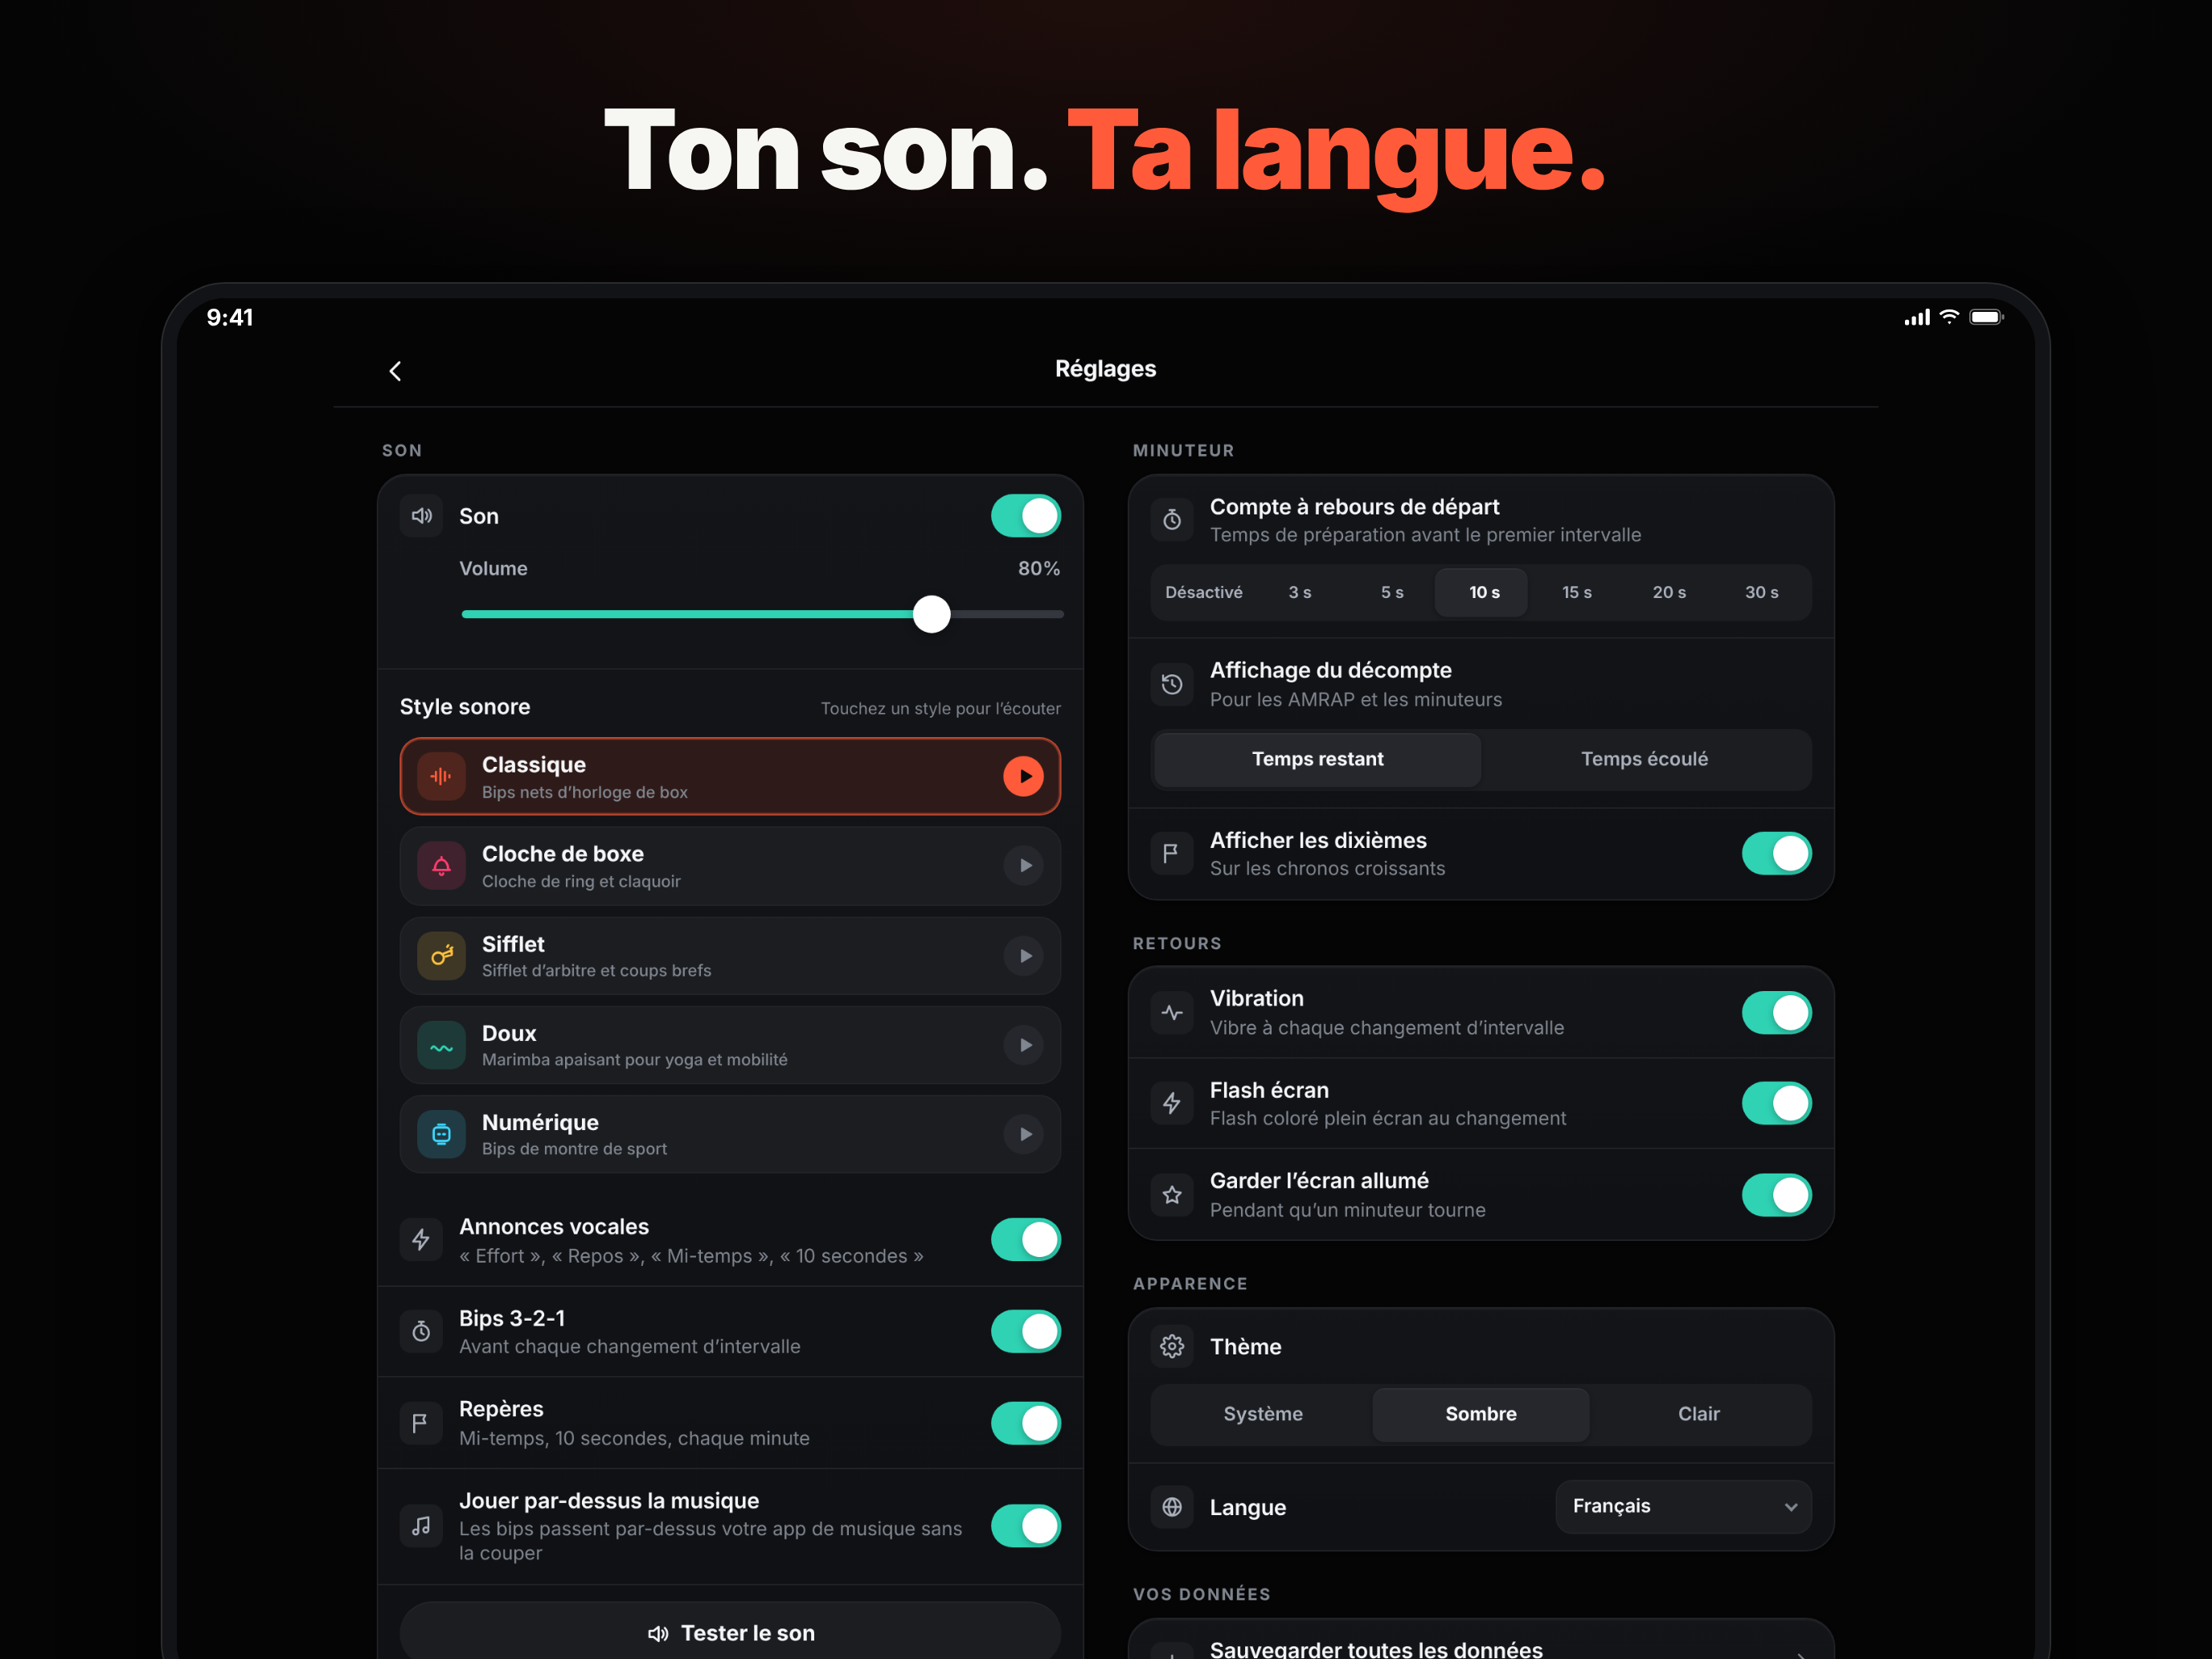 Ton son. Ta langue.
9:41
Réglages
SON
Son
Volume
80%
Style sonore
Touchez un style pour l’écouter
Classique
Bips nets d’horloge de box
Cloche de boxe
Cloche de ring et claquoir
Sifflet
Sifflet d’arbitre et coups brefs
Doux
Marimba apaisant pour yoga et mobilité
Numérique
Bips de montre de sport
Annonces vocales
« Effort », « Repos », « Mi-temps », « 10 secondes »
Bips 3-2-1
Avant chaque changement d’intervalle
Repères
Mi-temps, 10 secondes, chaque minute
Jouer par-dessus la musique
Les bips passent par-dessus votre app de musique sans
la couper
Tester le son
MINUTEUR
Compte à rebours de départ
Temps de préparation avant le premier intervalle
Désactivé 3 s 5 s 10 s 15 s 20 s 30 s
Affichage du décompte
Pour les AMRAP et les minuteurs
Temps restant Temps écoulé
Afficher les dixièmes
Sur les chronos croissants
RETOURS
Vibration
Vibre à chaque changement d’intervalle
Flash écran
Flash coloré plein écran au changement
Garder l’écran allumé
Pendant qu’un minuteur tourne
APPARENCE
Thème
Système Sombre Clair
Langue
Français
VOS DONNÉES
Sauvegarder toutes les données